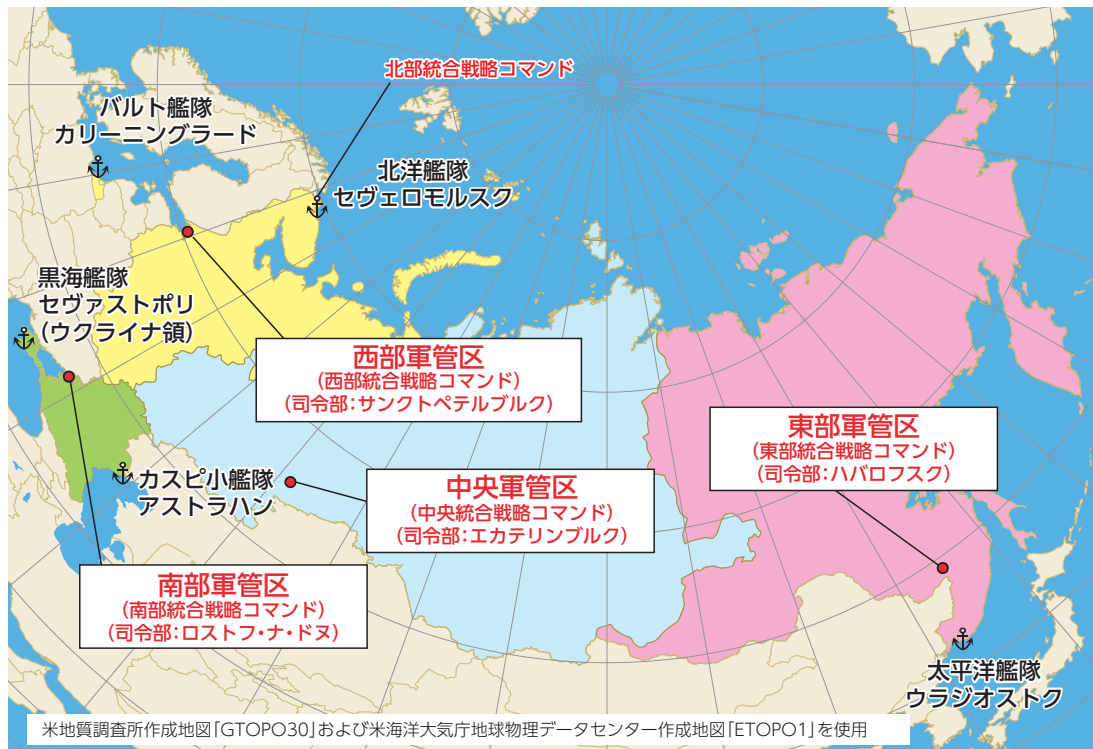 北部統合戦略コマンド
バルト艦隊
カリーニングラード
北洋艦隊
セヴェロモルスク
黒海艦隊
セヴァストポリ
(ウクライナ領)
西部軍管区
(西部統合戦略コマンド)
(司令部:サンクトペテルブルク)
東部軍管区
(東部統合戦略コマンド)
(司令部:ハバロフスク)
カスピ小艦隊
アストラハン
中央軍管区
(中央統合戦略コマンド)
(司令部:エカテリンブルク)
南部軍管区
(南部統合戦略コマンド)
(司令部:ロストフ・ナ・ドヌ)
太平洋艦隊
ウラジオストク
米地質調査所作成地図「GTOPO30」および米海洋大気庁地球物理データセンター作成地図「ETOPO1」を使用